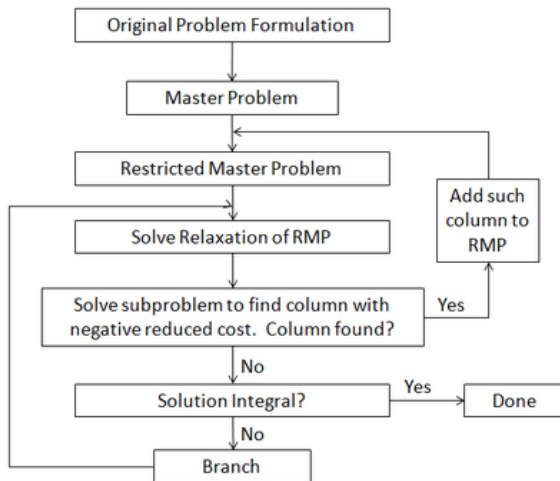 Original Problem Formulation
Master Problem
Restricted Master Problem
Add such
column to
RMP
Solve Relaxation of RMP
Solve subproblem to find column with
negative reduced cost.  Column found?
Yes
No
Solution Integral?
Yes
Done
No
Branch